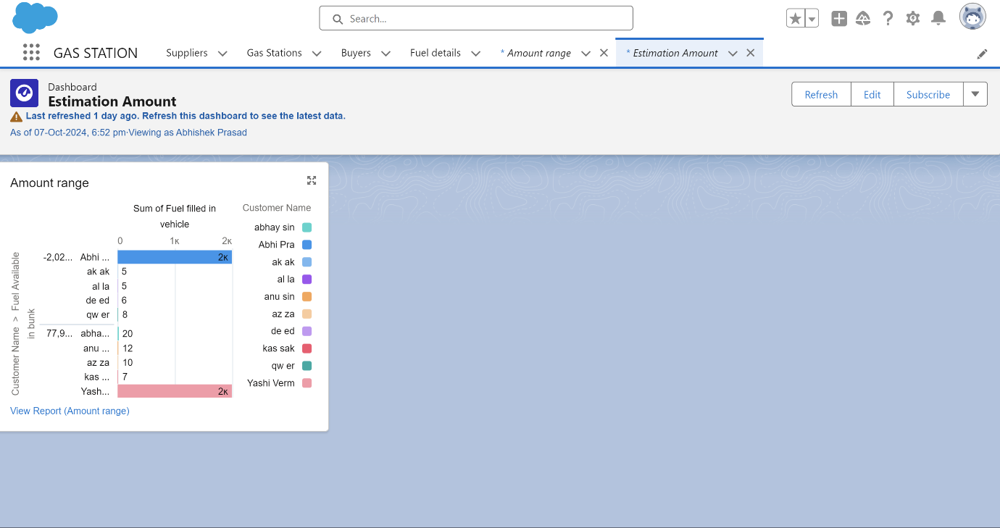 Search...
GAS STATION Suppliers Gas Stations Buyers Fuel details * Amount range * Estimation Amount
Dashboard
Estimation Amount
Refresh Edit Subscribe
Last refreshed 1 day ago. Refresh this dashboard to see the latest data.
As of 07-Oct-2024, 6:52 pm·Viewing as Abhishek Prasad
Amount range
Sum of Fuel filled in
vehicle
0 1K 2K
Customer Name > Fuel Available
in bunk
-2,02... Abhi ... 2K
ak ak 5
al la 5
de ed 6
qw er 8
77,9... abha... 20
anu ... 12
az za 10
kas ... 7
Yash... 2K
Customer Name
abhay sin
Abhi Pra
ak ak
al la
anu sin
az za
de ed
kas sak
qw er
Yashi Verm
View Report (Amount range)